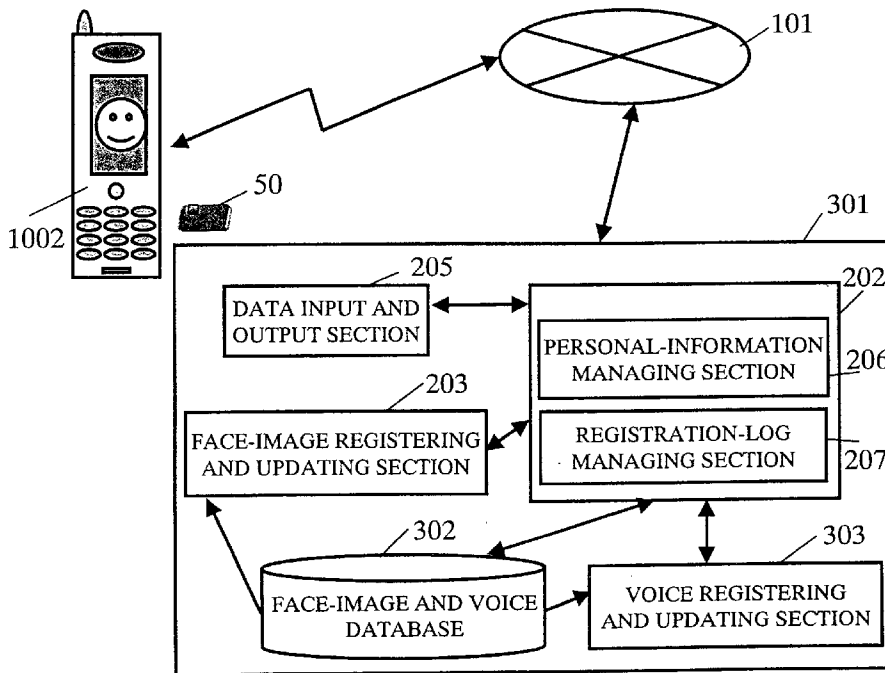 101
50
1002
301
205
202
DATA INPUT AND
OUTPUT SECTION
PERSONAL-INFORMATION
MANAGING SECTION
206
203
FACE-IMAGE REGISTERING
AND UPDATING SECTION
REGISTRATION-LOG
MANAGING SECTION
207
302
303
FACE-IMAGE AND VOICE
DATABASE
VOICE REGISTERING
AND UPDATING SECTION